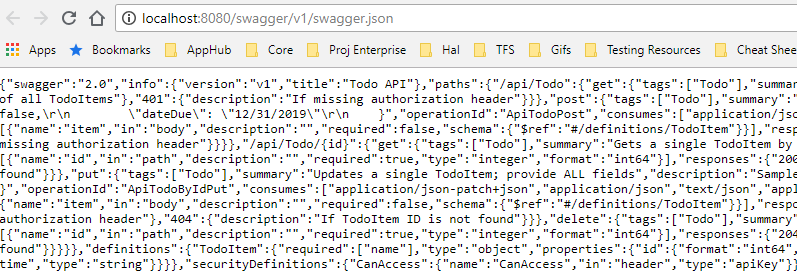 localhost:8080/swagger/v1/swagger.json
Apps Bookmarks AppHub Core Proj Enterprise Hal TFS Gifs Testing Resources Cheat Shee
{"swagger":"2.0","info":{"version":"v1","title":"Todo API"},"paths":{"/api/Todo":{"get":{"tags":["Todo"],"summar
of all TodoItems"},"401":{"description":"If missing authorization header"}}},"post":{"tags":["Todo"],"summary":"
false,\r\n \"dateDue\": \"12/31/2019\"\r\n }","operationId":"ApiTodoPost","consumes":["application/jso
[{"name":"item","in":"body","description":"","required":false,"schema":{"$ref":"#/definitions/TodoItem"}}],"resp
missing authorization header"}}}},"/api/Todo/{id}":{"get":{"tags":["Todo"],"summary":"Gets a single TodoItem by
[{"name":"id","in":"path","description":"","required":true,"type":"integer","format":"int64"}],"responses":{"200
found"}}},"put":{"tags":["Todo"],"summary":"Updates a single TodoItem; provide ALL fields","description":"Sample
}","operationId":"ApiTodoByIdPut","consumes":["application/json-patch+json","application/json","text/json","appl
{"name":"item","in":"body","description":"","required":false,"schema":{"$ref":"#/definitions/TodoItem"}}],"respo
authorization header"},"404":{"description":"If TodoItem ID is not found"}}},"delete":{"tags":["Todo"],"summary"
[{"name":"id","in":"path","description":"","required":true,"type":"integer","format":"int64"}],"responses":{"204
found"}}}}},"definitions":{"TodoItem":{"required":["name"],"type":"object","properties":{"id":{"format":"int64",
time","type":"string"}}}},"securityDefinitions":{"CanAccess":{"name":"CanAccess","in":"header","type":"apiKey"}}